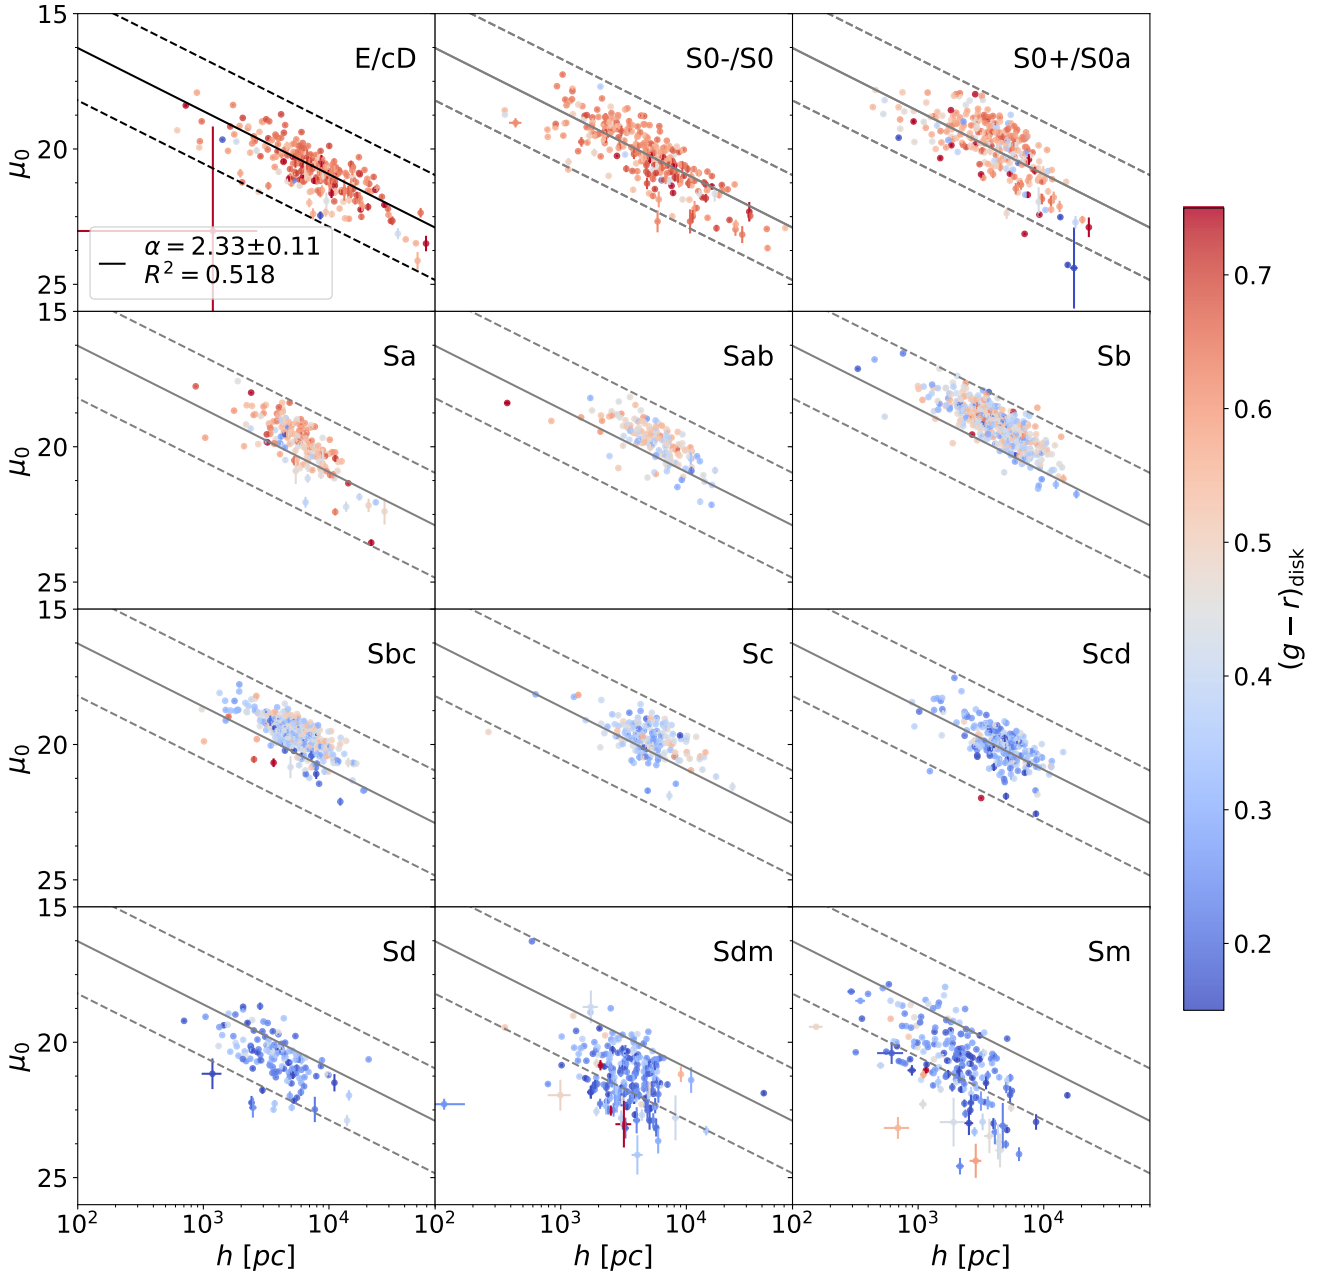 15
E/cD
S0-/S0
S0+/S0a
μ₀
20
α = 2.33±0.11
R² = 0.518
25
15
Sa
Sab
Sb
μ₀
20
25
15
Sbc
Sc
Scd
μ₀
20
25
15
Sd
Sdm
Sm
μ₀
20
25
10² 10³ 10⁴ 10² 10³ 10⁴ 10² 10³ 10⁴
h [pc] h [pc] h [pc]
0.7
0.6
0.5
0.4
0.3
0.2
(g − r)disk